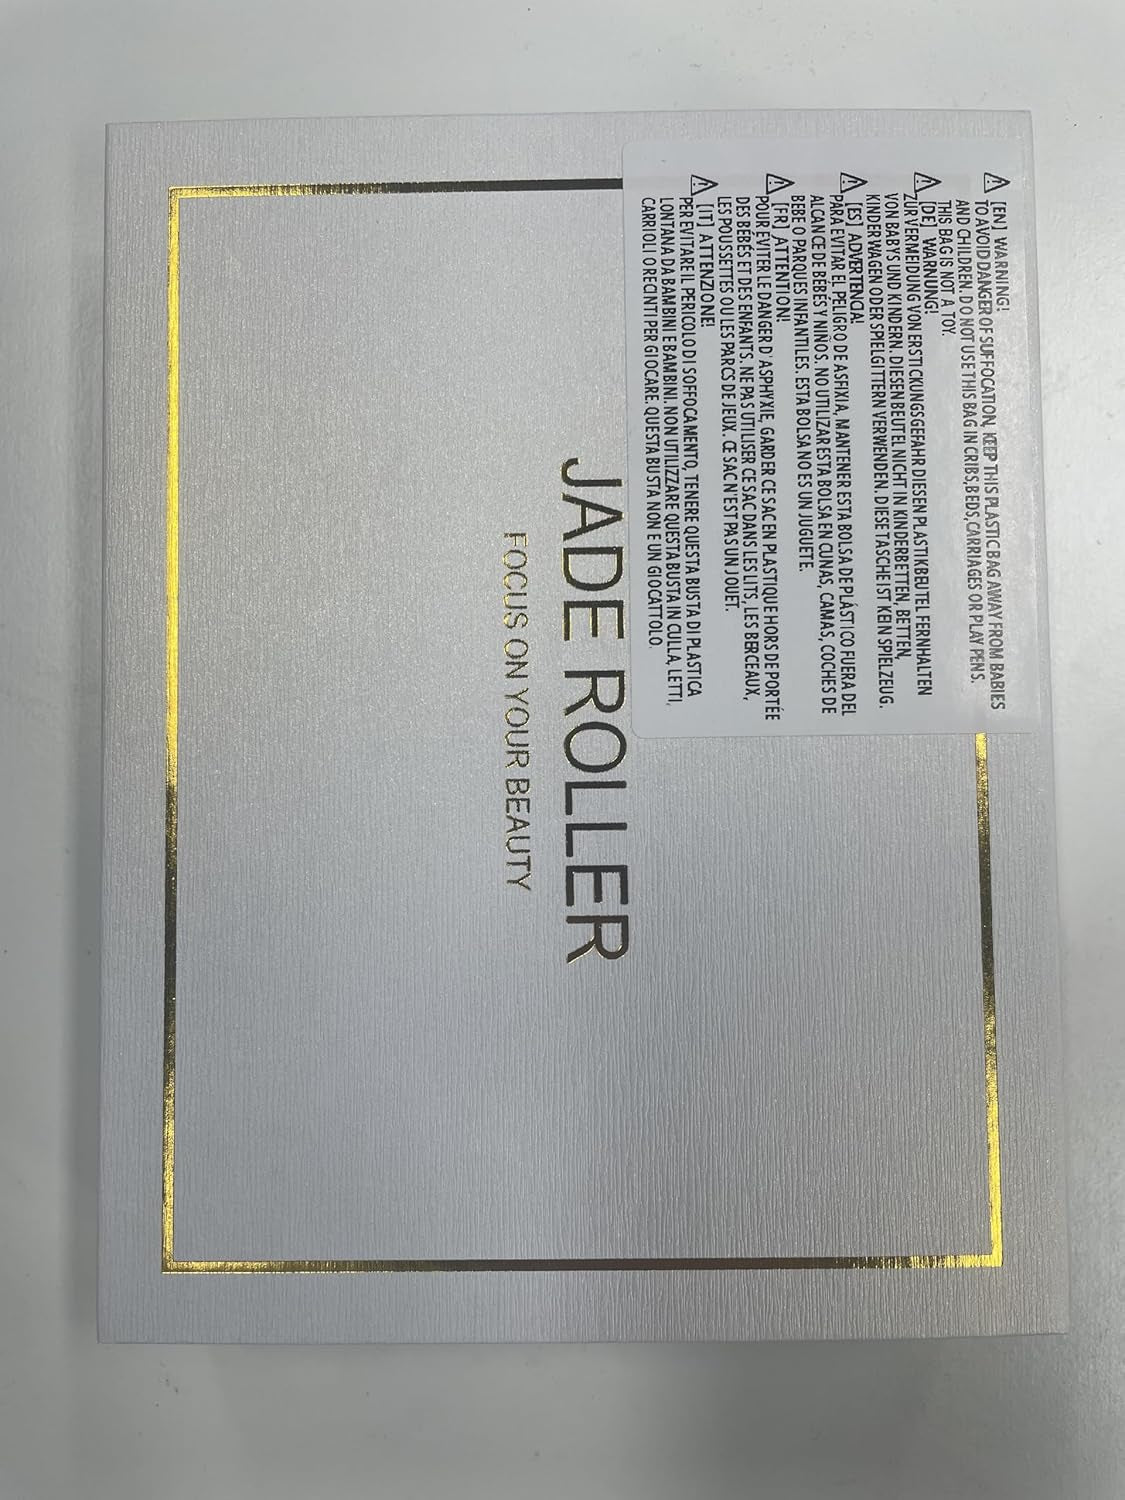 ⚠ [EN] WARNING!
TO AVOID DANGER OF SUFFOCATION, KEEP THIS PLASTIC BAG AWAY FROM BABIES
AND CHILDREN. DO NOT USE THIS BAG IN CRIBS,BEDS,CARRIAGES OR PLAY PENS.
THIS BAG IS NOT A TOY.
⚠ [DE] WARNUNG!
ZUR VERMEIDUNG VON ERSTICKUNGSGEFAHR DIESEN PLASTIKBEUTEL FERNHALTEN
VON BABYS UND KINDERN. DIESEN BEUTEL NICHT IN KINDERBETTEN, BETTEN,
KINDERWAGEN ODER SPIELGITTERN VERWENDEN. DIESE TASCHE IST KEIN SPIELZEUG.
⚠ [ES] ADVERTENCIA!
PARA EVITAR EL PELIGRO DE ASFIXIA, MANTENER ESTA BOLSA DE PLÁSTICO FUERA DEL
ALCANCE DE BEBÉS Y NIÑOS. NO UTILIZAR ESTA BOLSA EN CUNAS, CAMAS, COCHES DE
BEBE O PARQUES INFANTILES. ESTA BOLSA NO ES UN JUGUETE.
⚠ [FR] ATTENTION!
POUR EVITER LE DANGER D'ASPHYXIE, GARDER CE SAC EN PLASTIQUE HORS DE PORTÉE
DES BÉBÉS ET DES ENFANTS. NE PAS UTILISER CE SAC DANS LES LITS, LES BERCEAUX,
LES POUSSETTES OU LES PARCS DE JEUX. CE SAC N'EST PAS UN JOUET.
⚠ [IT] ATTENZIONE!
PER EVITARE IL PERICOLO DI SOFFOCAMENTO, TENERE QUESTA BUSTA DI PLASTICA
LONTANA DA BAMBINI E BAMBINI. NON UTILIZZARE QUESTA BUSTA IN CULLA, LETTI,
CARRIOLI O RECINTI PER GIOCARE. QUESTA BUSTA NON E UN GIOCATTOLO.
JADE ROLLER
FOCUS ON YOUR BEAUTY